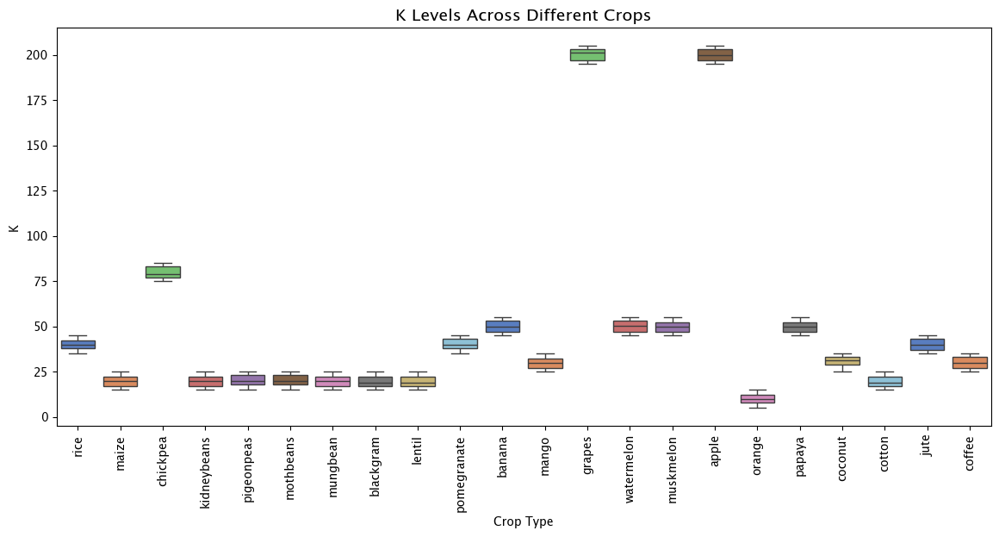 K Levels Across Different Crops
200
175
150
125
100
75
50
25
0
K
rice
maize
chickpea
kidneybeans
pigeonpeas
mothbeans
mungbean
blackgram
lentil
pomegranate
banana
mango
grapes
watermelon
muskmelon
apple
orange
papaya
coconut
cotton
jute
coffee
Crop Type